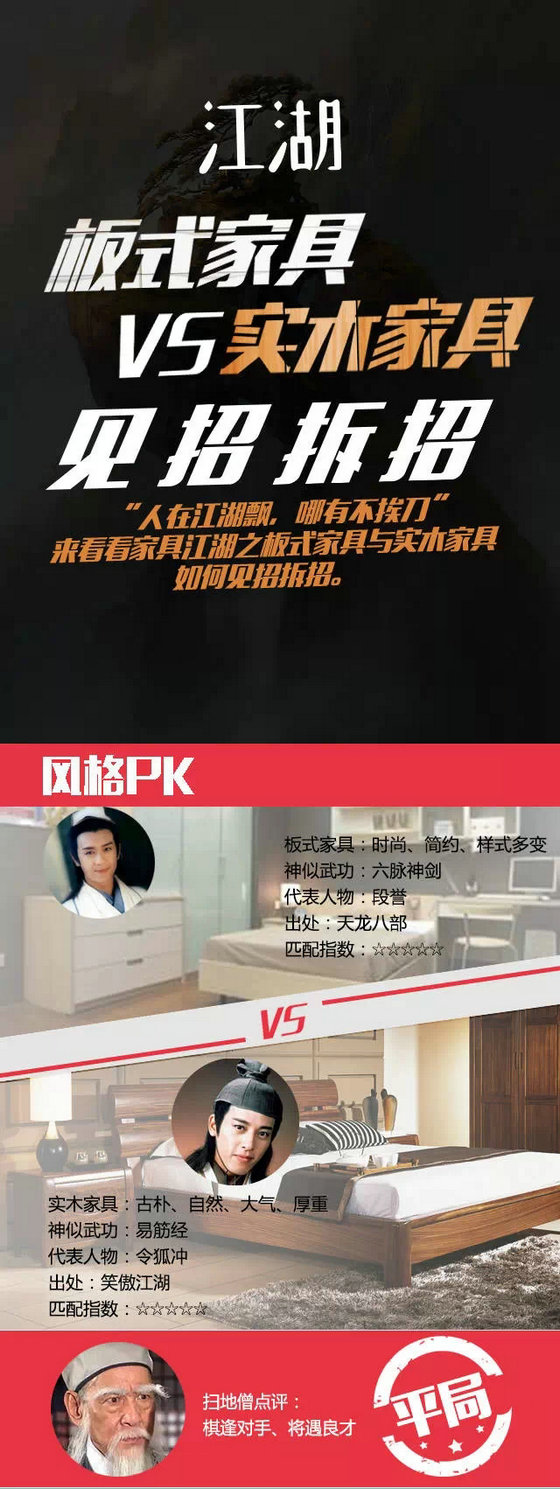 江湖
板式家具
VS实木家具
见招拆招
“人在江湖飘，哪有不挨刀”
来看看家具江湖之板式家具与实木家具
如何见招拆招。
风格PK
板式家具：时尚、简约、样式多变
神似武功：六脉神剑
代表人物：段誉
出处：天龙八部
匹配指数：☆☆☆☆☆
VS
实木家具：古朴、自然、大气、厚重
神似武功：易筋经
代表人物：令狐冲
出处：笑傲江湖
匹配指数：☆☆☆☆☆
扫地僧点评：
棋逢对手、将遇良才
平局